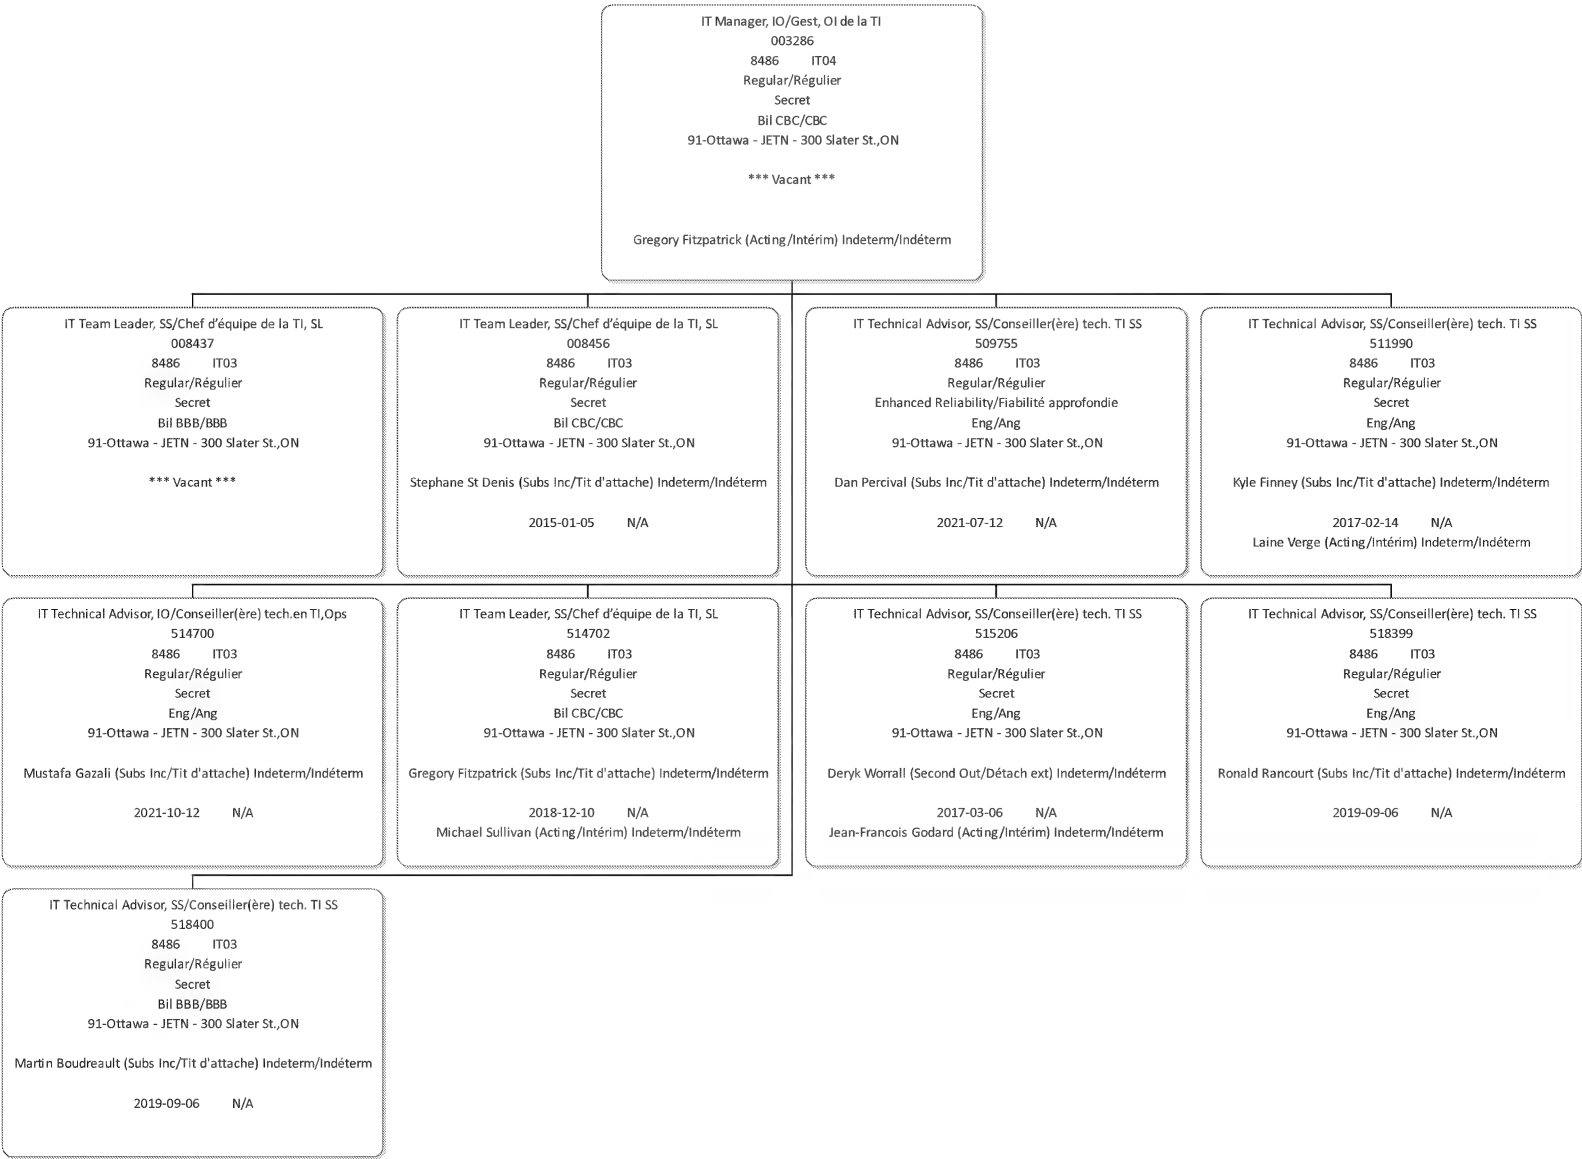 IT Manager, IO/Gest, OI de la TI
003286
8486 IT04
Regular/Régulier
Secret
Bil CBC/CBC
91-Ottawa - JETN - 300 Slater St.,ON
*** Vacant ***
Gregory Fitzpatrick (Acting/Intérim) Indeterm/Indéterm
IT Team Leader, SS/Chef d'équipe de la TI, SL
008437
8486 IT03
Regular/Régulier
Secret
Bil BBB/BBB
91-Ottawa - JETN - 300 Slater St.,ON
*** Vacant ***
IT Team Leader, SS/Chef d'équipe de la TI, SL
008456
8486 IT03
Regular/Régulier
Secret
Bil CBC/CBC
91-Ottawa - JETN - 300 Slater St.,ON
Stephane St Denis (Subs Inc/Tit d'attache) Indeterm/Indéterm
2015-01-05 N/A
IT Technical Advisor, SS/Conseiller(ère) tech. TI SS
509755
8486 IT03
Regular/Régulier
Enhanced Reliability/Fiabilité approfondie
Eng/Ang
91-Ottawa - JETN - 300 Slater St.,ON
Dan Percival (Subs Inc/Tit d'attache) Indeterm/Indéterm
2021-07-12 N/A
IT Technical Advisor, SS/Conseiller(ère) tech. TI SS
511990
8486 IT03
Regular/Régulier
Secret
Eng/Ang
91-Ottawa - JETN - 300 Slater St.,ON
Kyle Finney (Subs Inc/Tit d'attache) Indeterm/Indéterm
2017-02-14 N/A
Laine Verge (Acting/Intérim) Indeterm/Indéterm
IT Technical Advisor, IO/Conseiller(ère) tech.en TI,Ops
514700
8486 IT03
Regular/Régulier
Secret
Eng/Ang
91-Ottawa - JETN - 300 Slater St.,ON
Mustafa Gazali (Subs Inc/Tit d'attache) Indeterm/Indéterm
2021-10-12 N/A
IT Team Leader, SS/Chef d'équipe de la TI, SL
514702
8486 IT03
Regular/Régulier
Secret
Bil CBC/CBC
91-Ottawa - JETN - 300 Slater St.,ON
Gregory Fitzpatrick (Subs Inc/Tit d'attache) Indeterm/Indéterm
2018-12-10 N/A
Michael Sullivan (Acting/Intérim) Indeterm/Indéterm
IT Technical Advisor, SS/Conseiller(ère) tech. TI SS
515206
8486 IT03
Regular/Régulier
Secret
Eng/Ang
91-Ottawa - JETN - 300 Slater St.,ON
Deryk Worrall (Second Out/Détach ext) Indeterm/Indéterm
2017-03-06 N/A
Jean-Francois Godard (Acting/Intérim) Indeterm/Indéterm
IT Technical Advisor, SS/Conseiller(ère) tech. TI SS
518399
8486 IT03
Regular/Régulier
Secret
Eng/Ang
91-Ottawa - JETN - 300 Slater St.,ON
Ronald Rancourt (Subs Inc/Tit d'attache) Indeterm/Indéterm
2019-09-06 N/A
IT Technical Advisor, SS/Conseiller(ère) tech. TI SS
518400
8486 IT03
Regular/Régulier
Secret
Bil BBB/BBB
91-Ottawa - JETN - 300 Slater St.,ON
Martin Boudreault (Subs Inc/Tit d'attache) Indeterm/Indéterm
2019-09-06 N/A